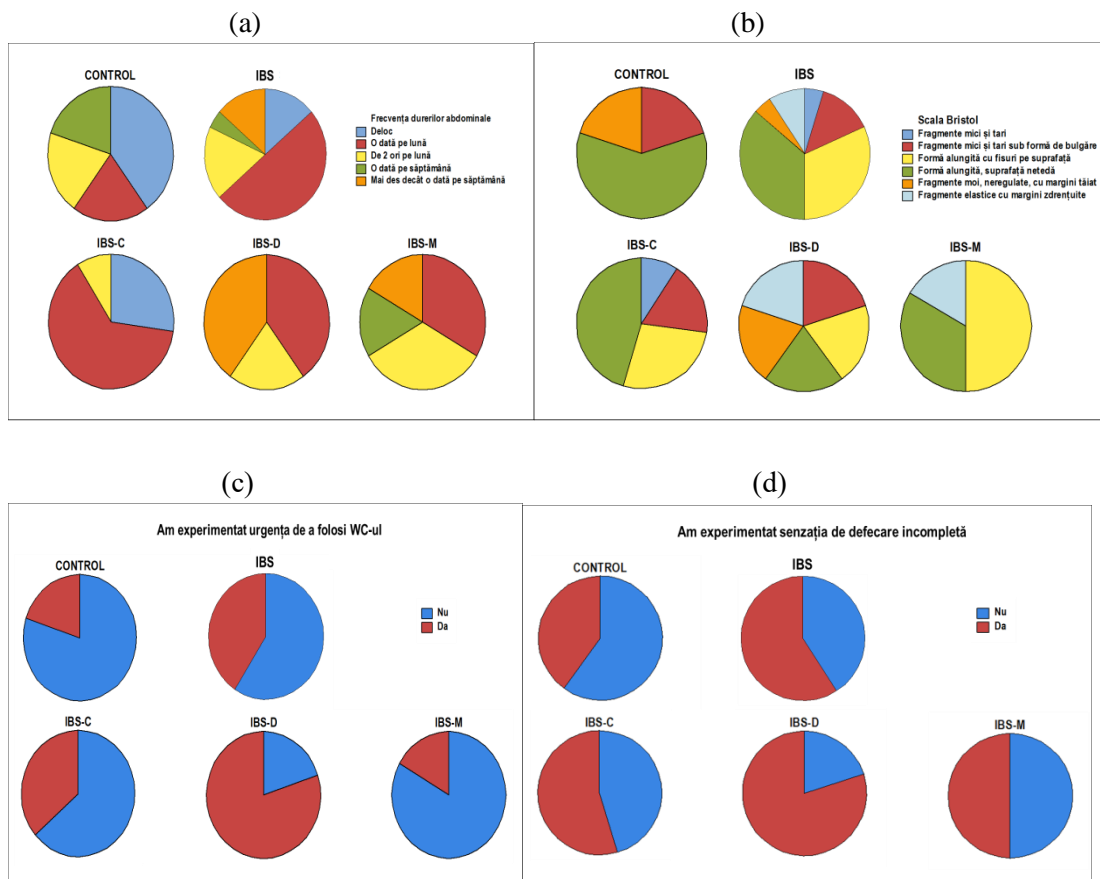 (a)
(b)
CONTROL
IBS
Frecvența durerilor abdominale
Deloc
O dată pe lună
De 2 ori pe lună
O dată pe săptămână
Mai des decât o dată pe săptămână
IBS-C
IBS-D
IBS-M
CONTROL
IBS
Scala Bristol
Fragmente mici și tari
Fragmente mici și tari sub formă de bulgăre
Formă alungită cu fisuri pe suprafață
Formă alungită, suprafață netedă
Fragmente moi, neregulate, cu margini tăiat
Fragmente elastice cu margini zdrențuite
IBS-C
IBS-D
IBS-M
(c)
(d)
Am experimentat urgența de a folosi WC-ul
CONTROL
IBS
Nu
Da
IBS-C
IBS-D
IBS-M
Am experimentat senzația de defecare incompletă
CONTROL
IBS
Nu
Da
IBS-C
IBS-D
IBS-M